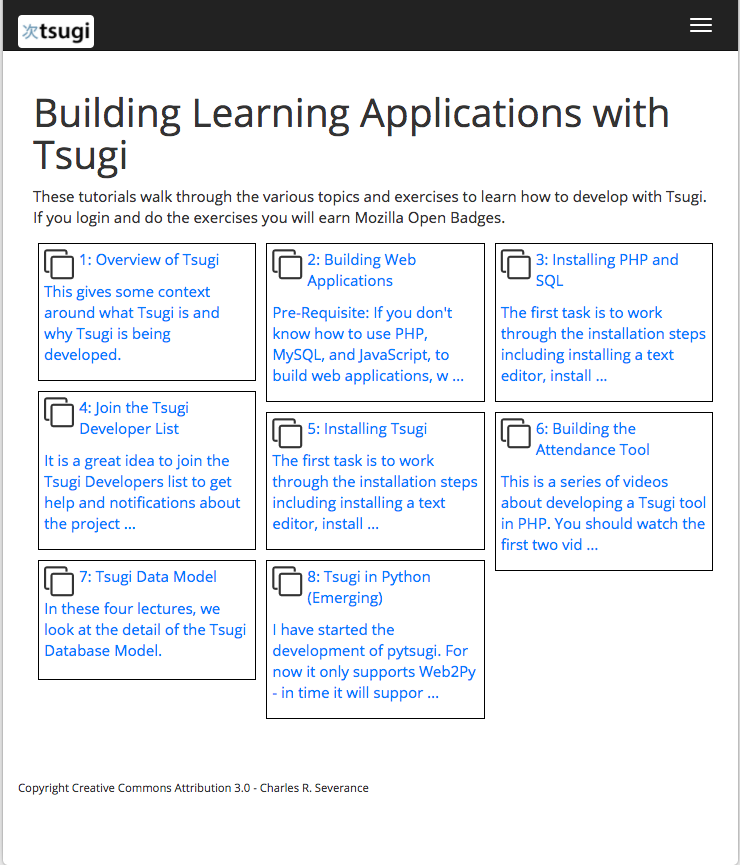 次tsugi
Building Learning Applications with
Tsugi
These tutorials walk through the various topics and exercises to learn how to develop with Tsugi.
If you login and do the exercises you will earn Mozilla Open Badges.
1: Overview of Tsugi
This gives some context
around what Tsugi is and
why Tsugi is being
developed.
2: Building Web
Applications
Pre-Requisite: If you don't
know how to use PHP,
MySQL, and JavaScript, to
build web applications, w ...
3: Installing PHP and
SQL
The first task is to work
through the installation steps
including installing a text
editor, install ...
4: Join the Tsugi
Developer List
It is a great idea to join the
Tsugi Developers list to get
help and notifications about
the project ...
5: Installing Tsugi
The first task is to work
through the installation steps
including installing a text
editor, install ...
6: Building the
Attendance Tool
This is a series of videos
about developing a Tsugi tool
in PHP. You should watch the
first two vid ...
7: Tsugi Data Model
In these four lectures, we
look at the detail of the Tsugi
Database Model.
8: Tsugi in Python
(Emerging)
I have started the
development of pytsugi. For
now it only supports Web2Py
- in time it will suppor ...
Copyright Creative Commons Attribution 3.0 - Charles R. Severance